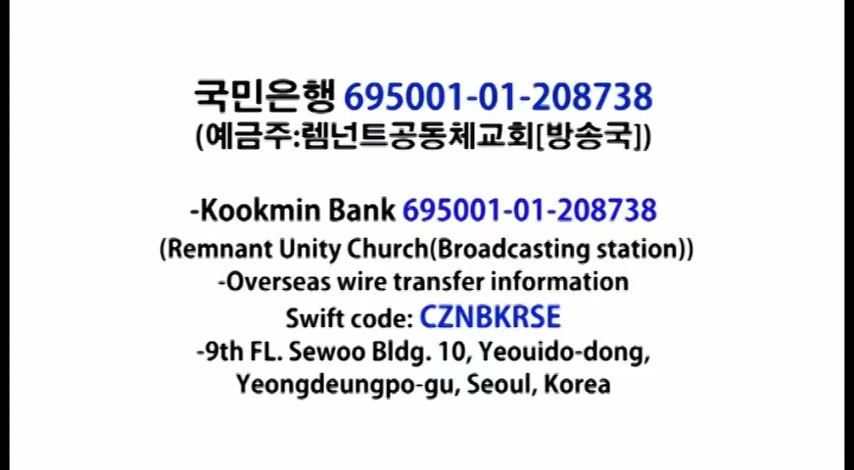 국민은행 695001-01-208738
(예금주:렘넌트공동체교회[방송국])
-Kookmin Bank 695001-01-208738
(Remnant Unity Church(Broadcasting station))
-Overseas wire transfer information
Swift code: CZNBKRSE
-9th FL. Sewoo Bldg. 10, Yeouido-dong,
Yeongdeungpo-gu, Seoul, Korea